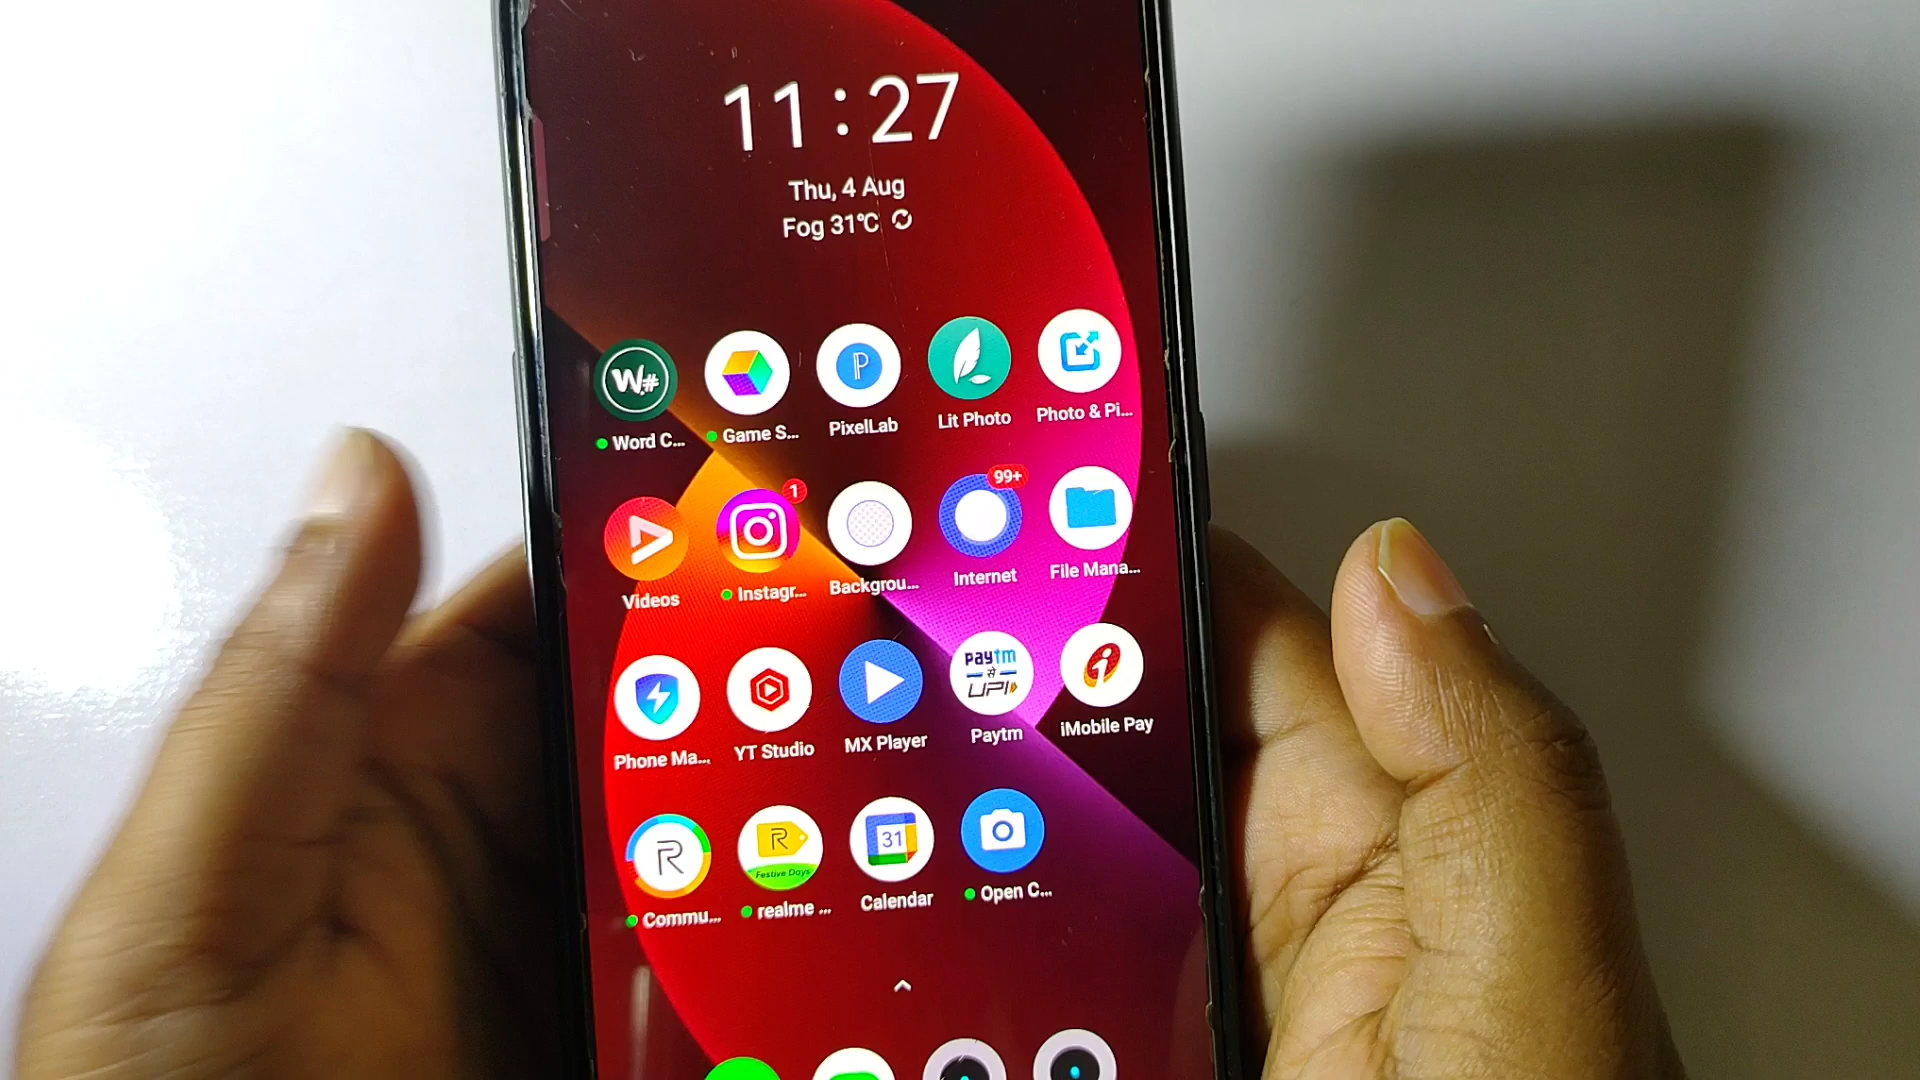 11:27
Thu, 4 Aug
Fog 31°C
W#
P
Word C...
Game S...
PixelLab
Lit Photo
Photo & Pi...
1
99+
Videos
Instagr...
Backgrou...
Internet
File Mana...
paytm
से
UPI
i
Phone Ma...
YT Studio
MX Player
Paytm
iMobile Pay
R
R
Festive Days
31
Commu...
realme ...
Calendar
Open C...